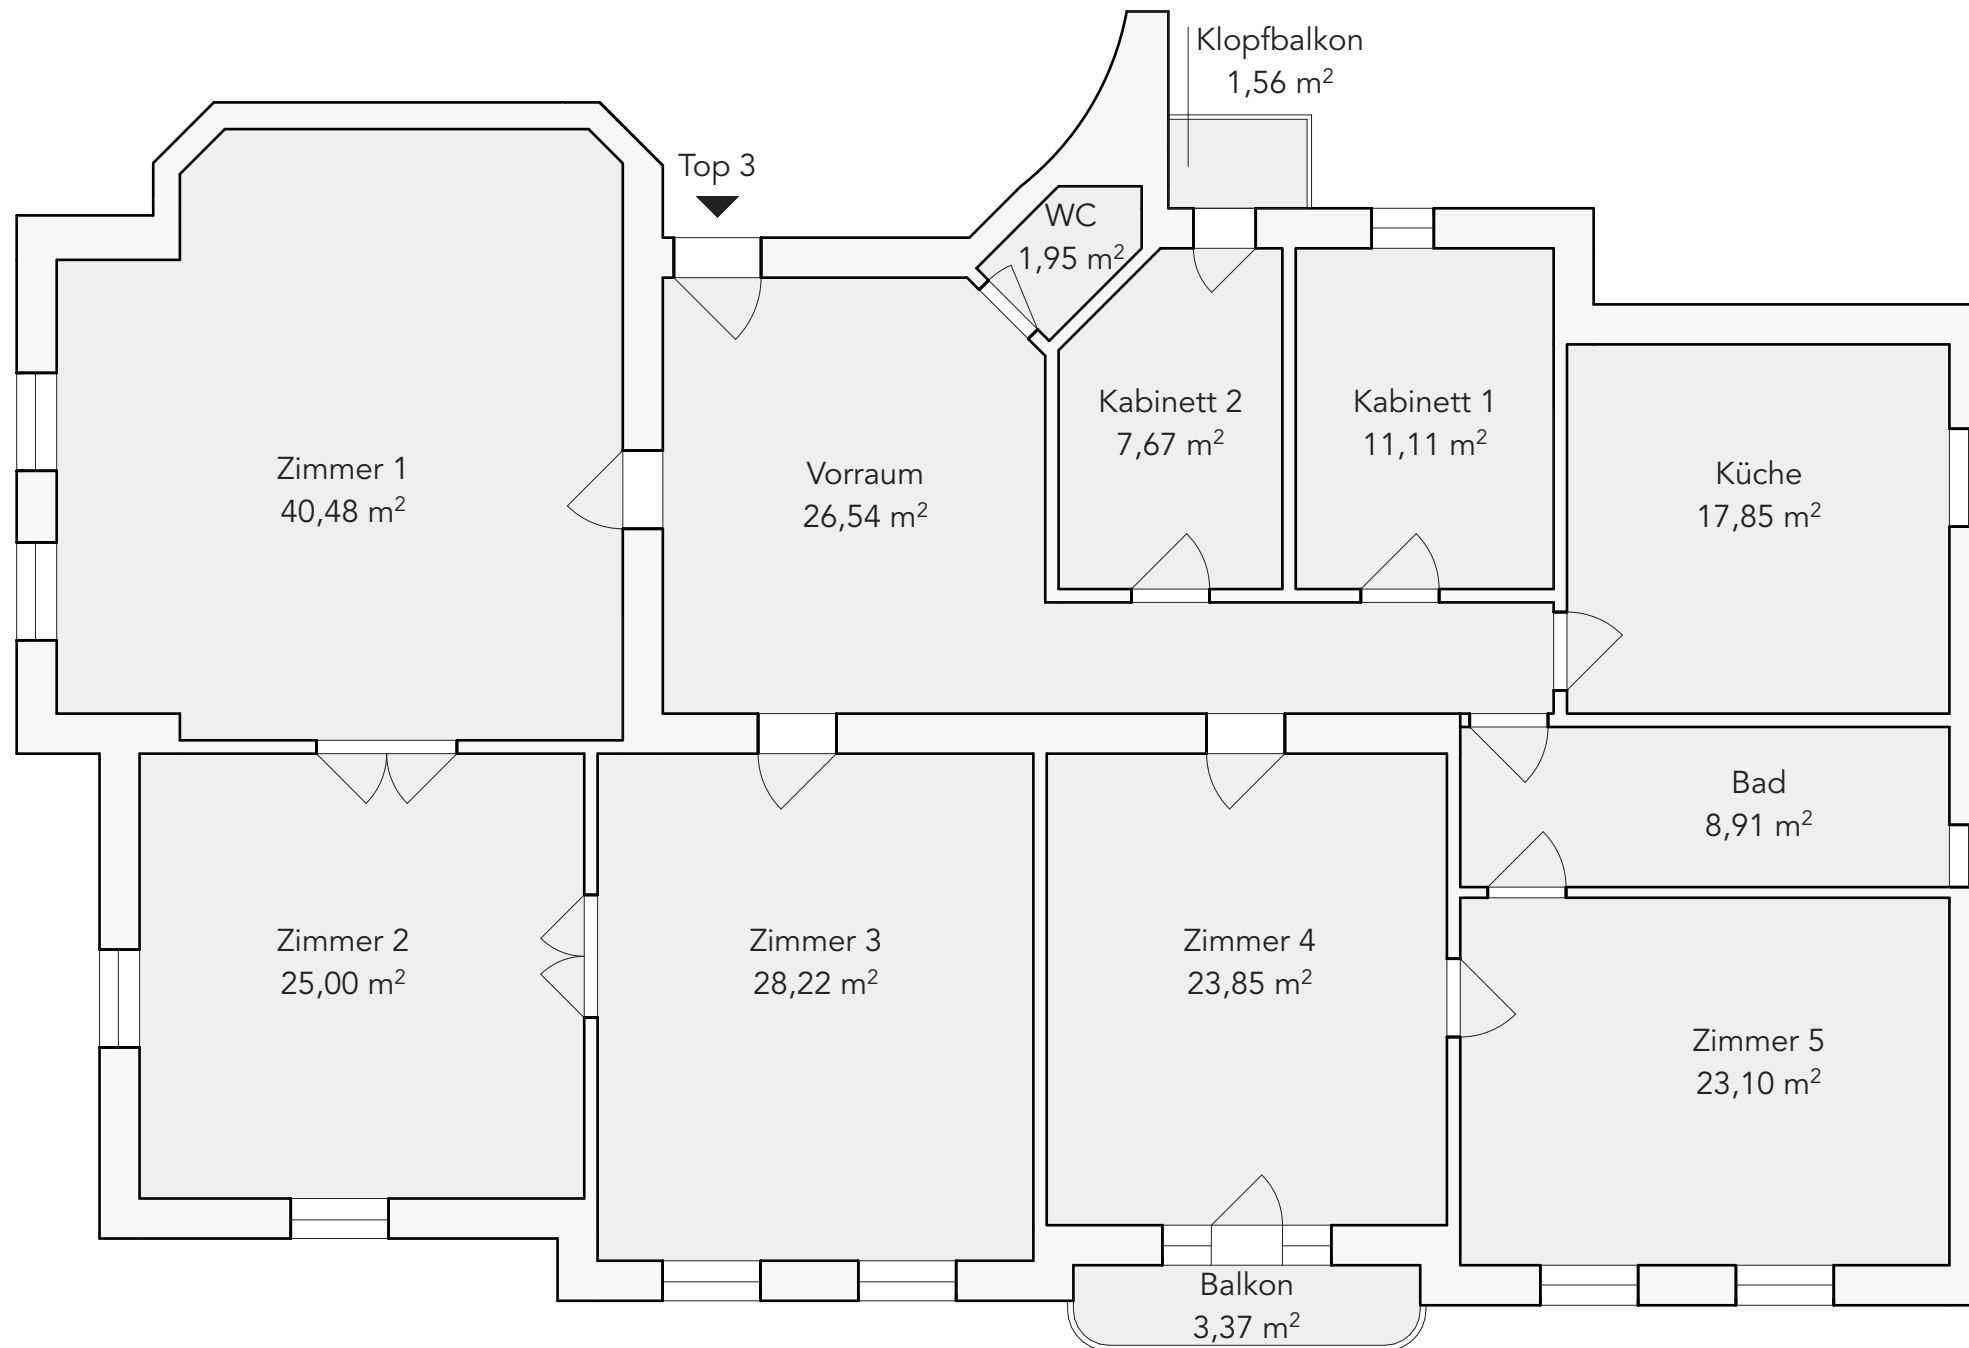 Klopfbalkon
1,56 m²
Top 3
WC
1,95 m²
Kabinett 2
7,67 m²
Kabinett 1
11,11 m²
Zimmer 1
40,48 m²
Vorraum
26,54 m²
Küche
17,85 m²
Bad
8,91 m²
Zimmer 2
25,00 m²
Zimmer 3
28,22 m²
Zimmer 4
23,85 m²
Zimmer 5
23,10 m²
Balkon
3,37 m²